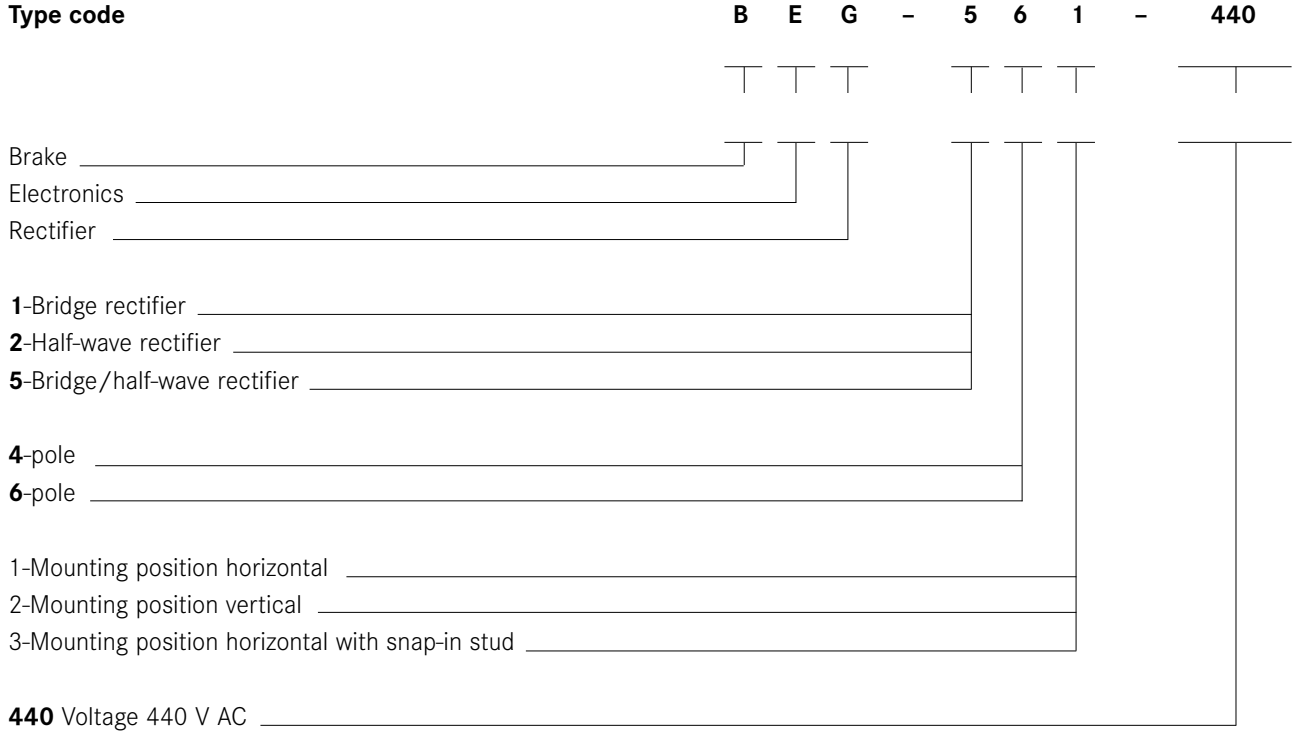 Type code B E G – 5 6 1 – 440
Brake
Electronics
Rectifier
1-Bridge rectifier
2-Half-wave rectifier
5-Bridge/half-wave rectifier
4-pole
6-pole
1-Mounting position horizontal
2-Mounting position vertical
3-Mounting position horizontal with snap-in stud
440 Voltage 440 V AC